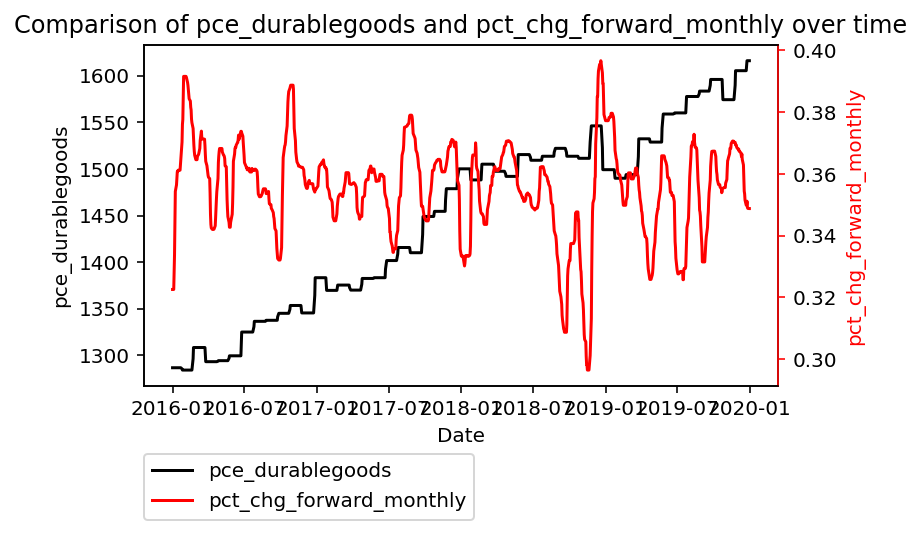 Comparison of pce_durablegoods and pct_chg_forward_monthly over time
pce_durablegoods
1600
1550
1500
1450
1400
1350
1300
0.40
0.38
0.36
0.34
0.32
0.30
pct_chg_forward_monthly
2016-01 2016-07 2017-01 2017-07 2018-01 2018-07 2019-01 2019-07 2020-01
Date
pce_durablegoods
pct_chg_forward_monthly